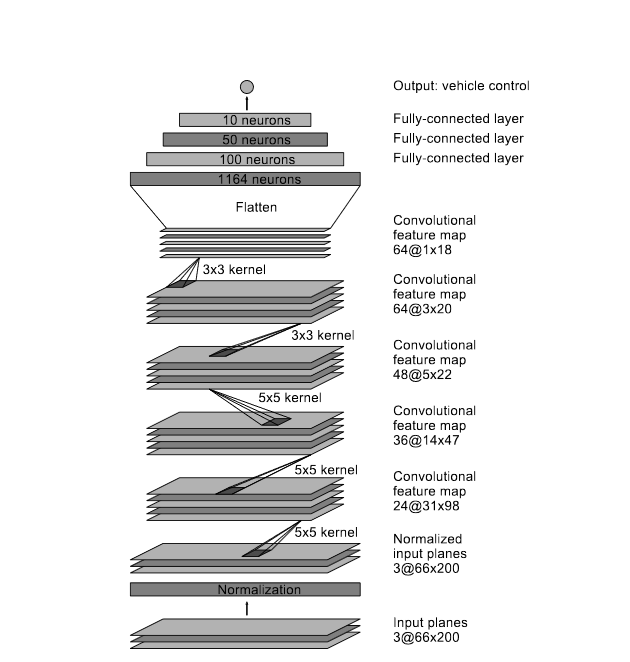 Output: vehicle control
10 neurons
Fully-connected layer
50 neurons
Fully-connected layer
100 neurons
Fully-connected layer
1164 neurons
Flatten
Convolutional
feature map
64@1x18
3x3 kernel
Convolutional
feature map
64@3x20
3x3 kernel
Convolutional
feature map
48@5x22
5x5 kernel
Convolutional
feature map
36@14x47
5x5 kernel
Convolutional
feature map
24@31x98
5x5 kernel
Normalized
input planes
3@66x200
Normalization
Input planes
3@66x200